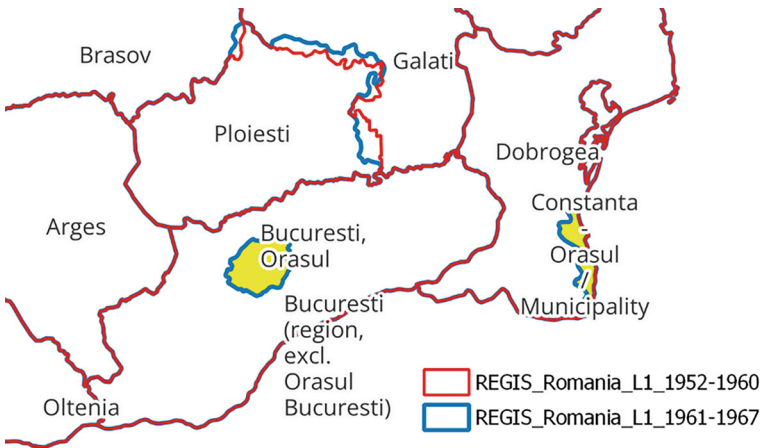 Brasov
Galati
Ploiesti
Dobrogea
Constanta
-
Orasul
/
Municipality
Arges
Bucuresti,
Orasul
Bucuresti
(region,
excl.
Orasul
Bucuresti)
Oltenia
REGIS_Romania_L1_1952-1960
REGIS_Romania_L1_1961-1967